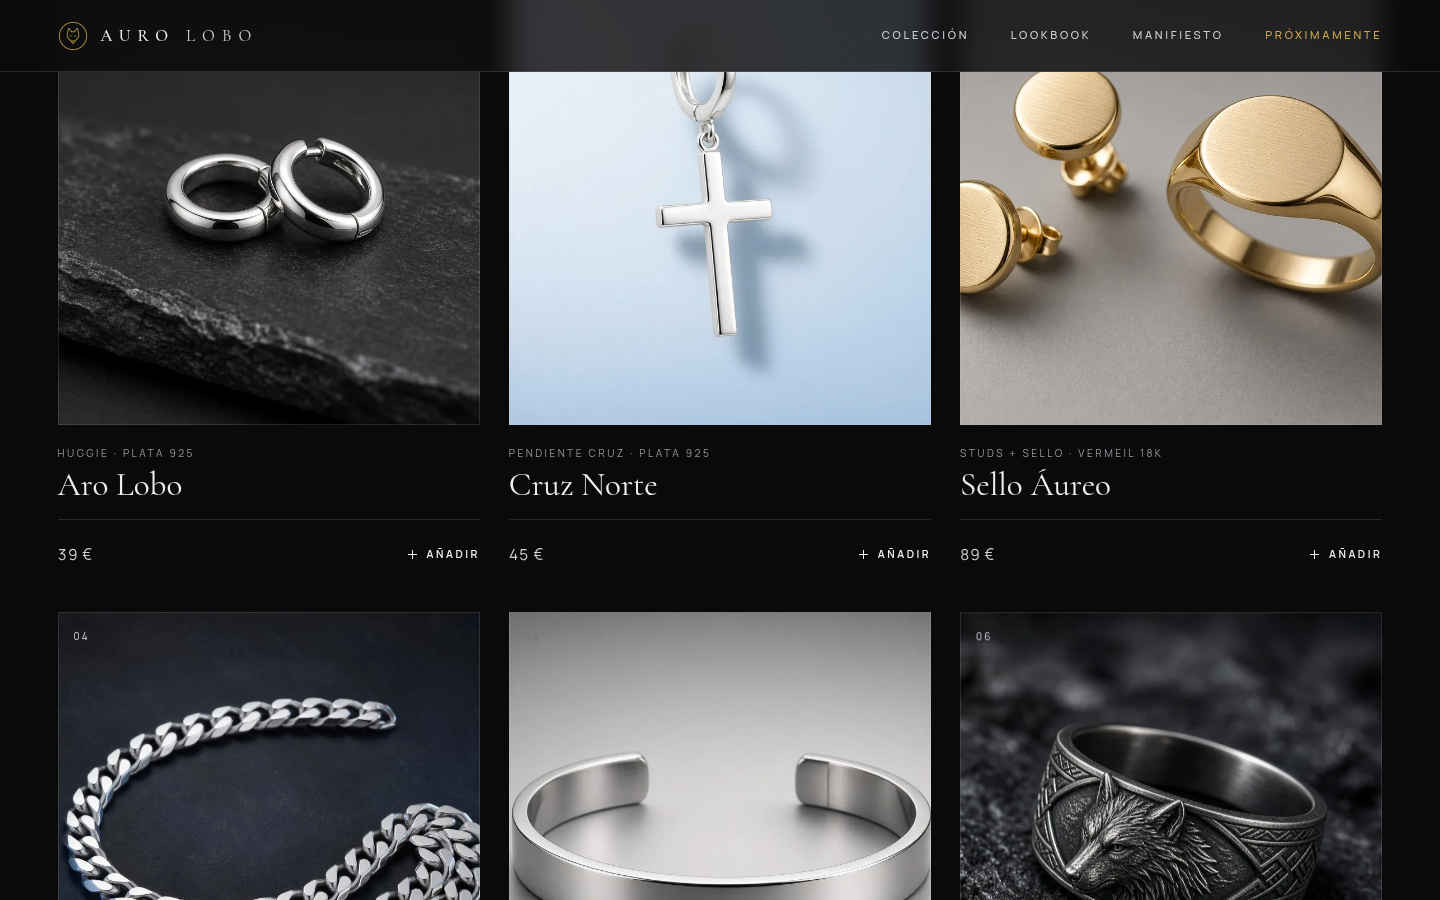 AURO LOBO
COLECCIÓN
LOOKBOOK
MANIFIESTO
PRÓXIMAMENTE
HUGGIE · PLATA 925
Aro Lobo
39 €
+ AÑADIR
PENDIENTE CRUZ · PLATA 925
Cruz Norte
45 €
+ AÑADIR
STUDS + SELLO · VERMEIL 18K
Sello Áureo
89 €
+ AÑADIR
04
05
06